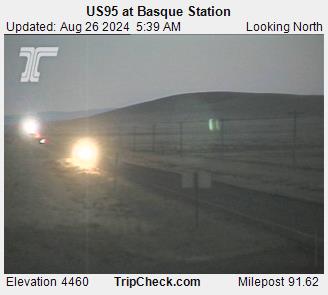 US95 at Basque Station
Updated: Aug 26 2024 5:39 AM Looking North
Elevation 4460 TripCheck.com Milepost 91.62